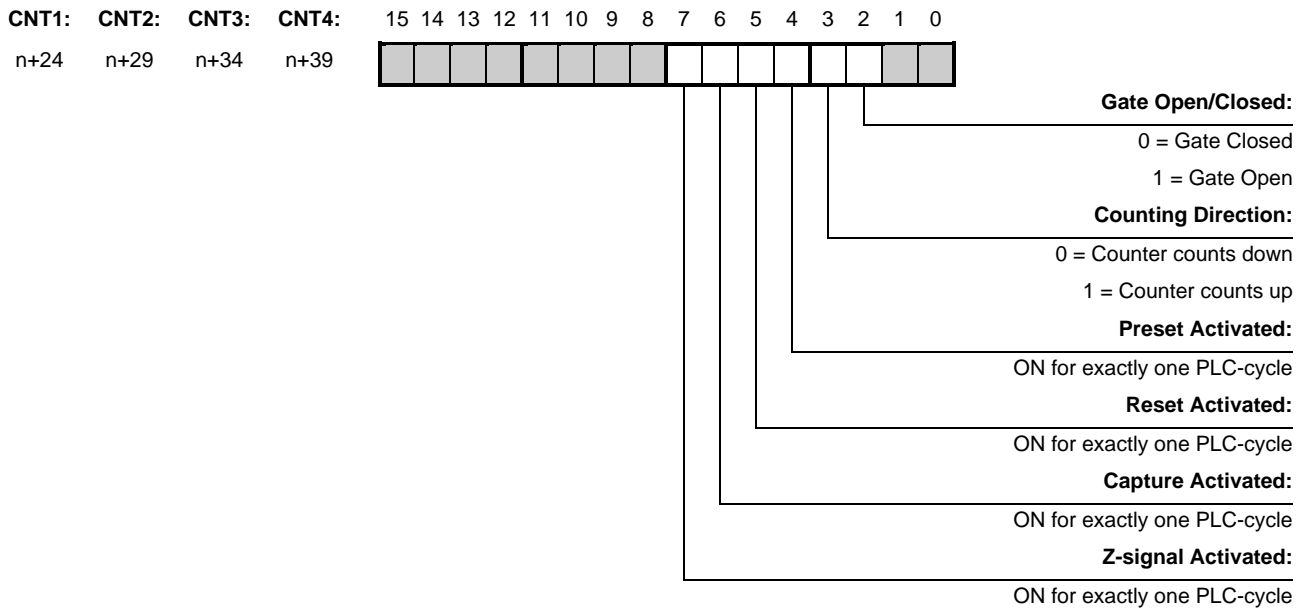 CNT1: CNT2: CNT3: CNT4: 15 14 13 12 11 10 9 8 7 6 5 4 3 2 1 0
n+24 n+29 n+34 n+39
Gate Open/Closed:
0 = Gate Closed
1 = Gate Open
Counting Direction:
0 = Counter counts down
1 = Counter counts up
Preset Activated:
ON for exactly one PLC-cycle
Reset Activated:
ON for exactly one PLC-cycle
Capture Activated:
ON for exactly one PLC-cycle
Z-signal Activated:
ON for exactly one PLC-cycle